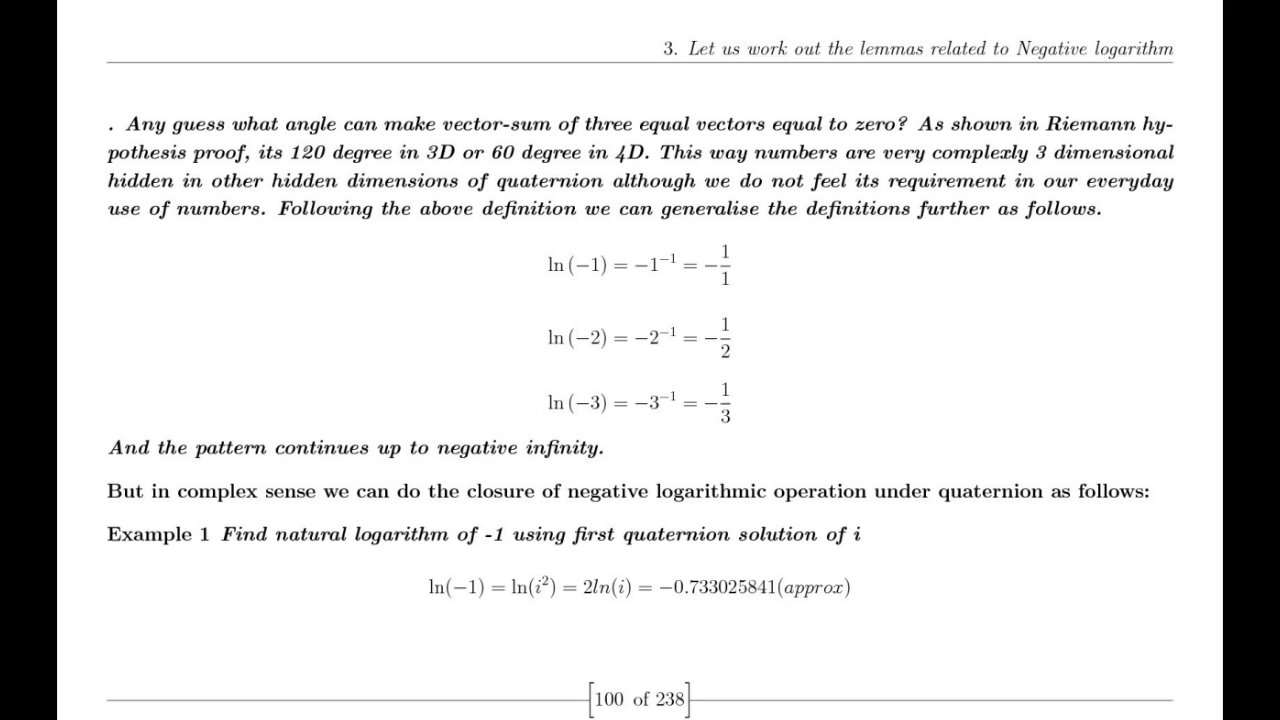 3. Let us work out the lemmas related to Negative logarithm
. Any guess what angle can make vector-sum of three equal vectors equal to zero? As shown in Riemann hy-
pothesis proof, its 120 degree in 3D or 60 degree in 4D. This way numbers are very complexly 3 dimensional
hidden in other hidden dimensions of quaternion although we do not feel its requirement in our everyday
use of numbers. Following the above definition we can generalise the definitions further as follows.
ln (−1) = −1⁻¹ = −1/1
ln (−2) = −2⁻¹ = −1/2
ln (−3) = −3⁻¹ = −1/3
And the pattern continues up to negative infinity.
But in complex sense we can do the closure of negative logarithmic operation under quaternion as follows:
Example 1 Find natural logarithm of -1 using first quaternion solution of i
ln(−1) = ln(i²) = 2ln(i) = −0.733025841(approx)
[100 of 238]